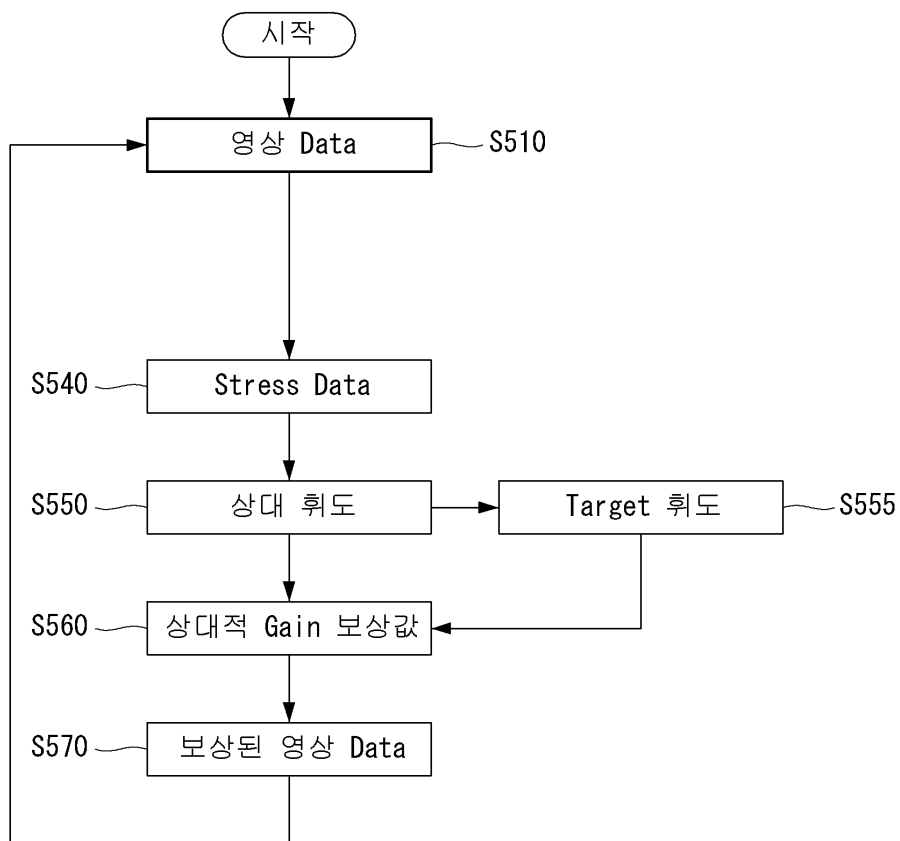 시작
영상 Data
S510
S540
Stress Data
S550
상대 휘도
Target 휘도
S555
S560
상대적 Gain 보상값
S570
보상된 영상 Data